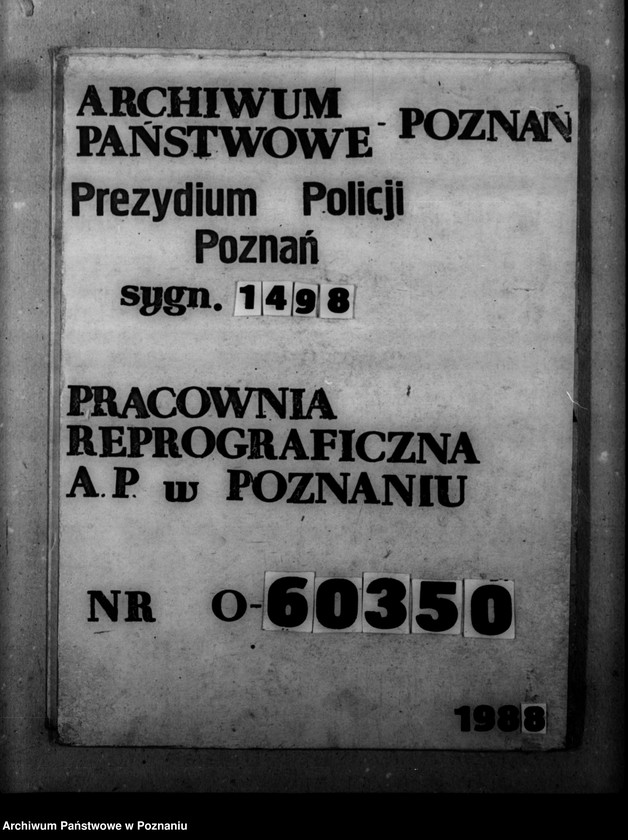 ARCHIWUM
PAŃSTWOWE - POZNAŃ
Prezydium Policji
Poznań
sygn. 1498
PRACOWNIA
REPROGRAFICZNA
A.P. w POZNANIU
NR O-60350
1988
Archiwum Państwowe w Poznaniu